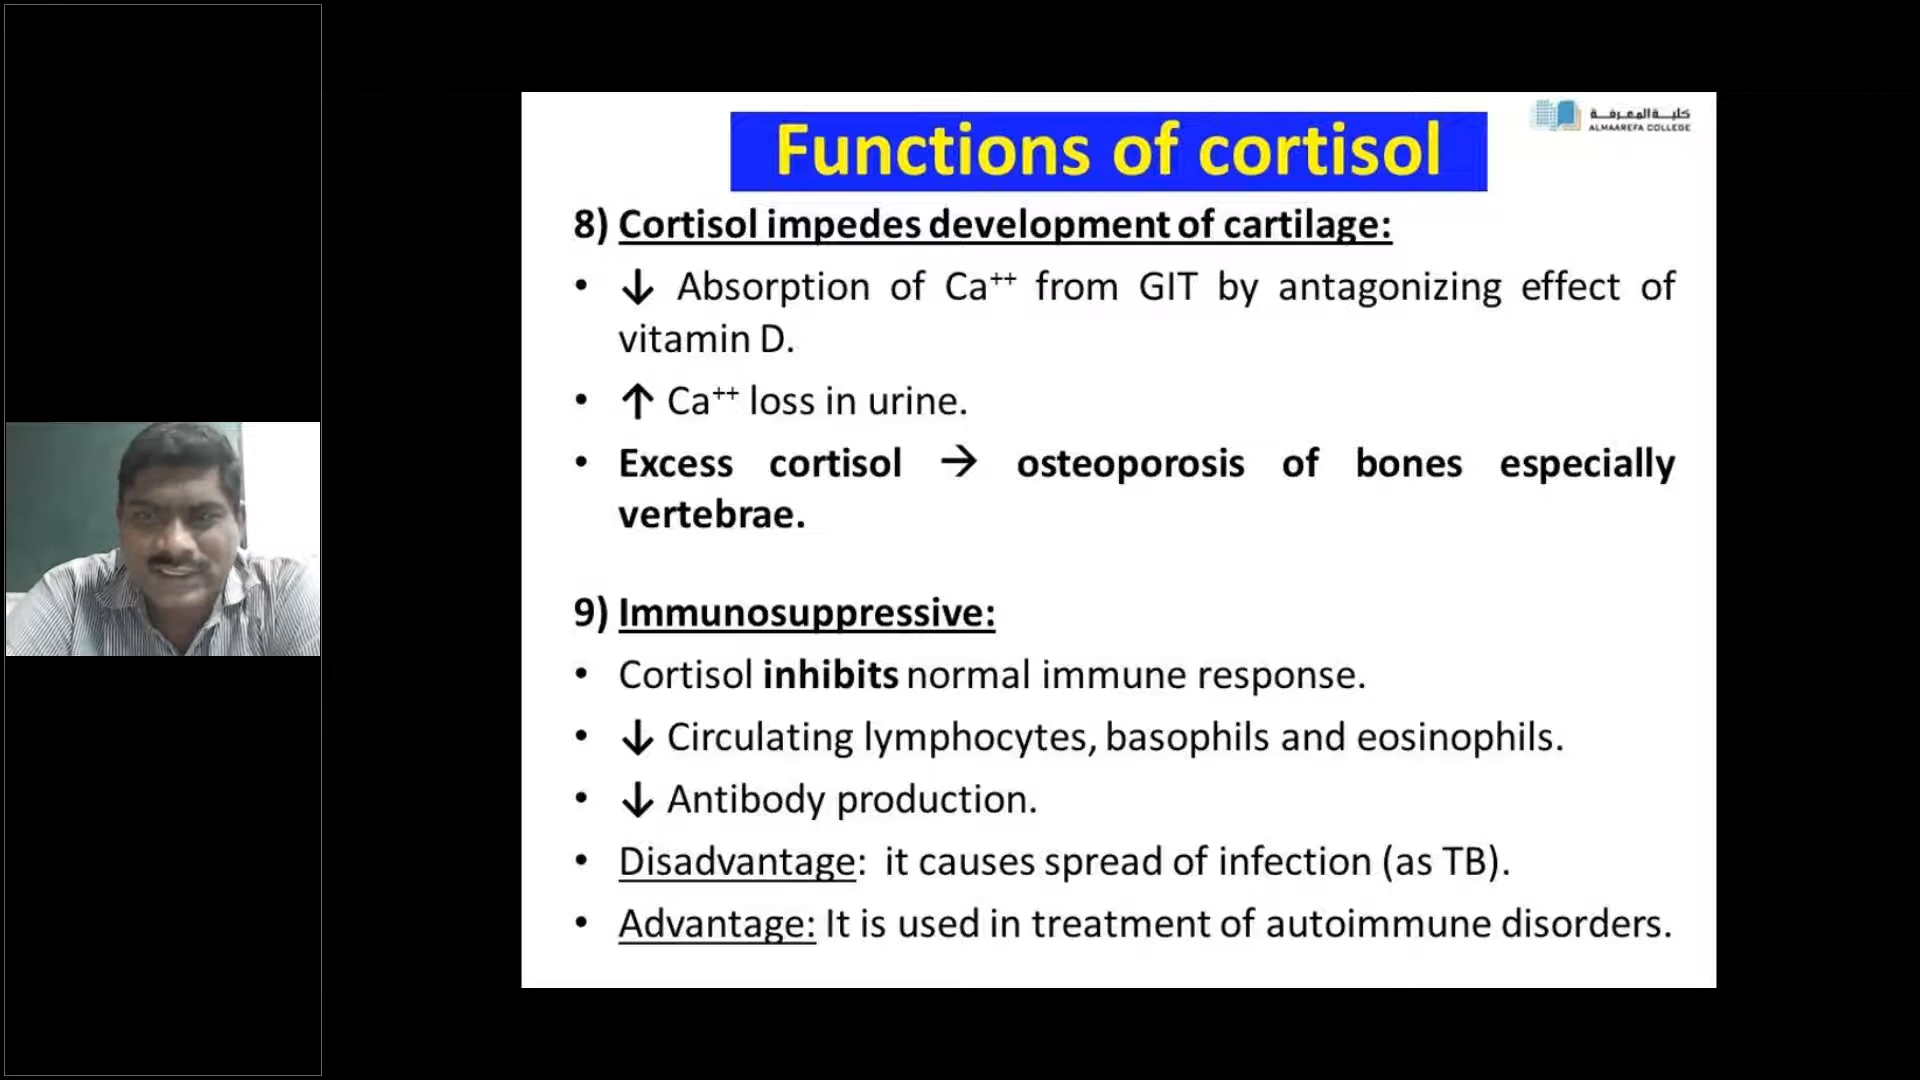 كلية المعرفة
ALMAAREFA COLLEGE
Functions of cortisol
8) Cortisol impedes development of cartilage:
• ↓ Absorption of Ca⁺⁺ from GIT by antagonizing effect of
vitamin D.
• ↑ Ca⁺⁺ loss in urine.
• Excess cortisol → osteoporosis of bones especially
vertebrae.
9) Immunosuppressive:
• Cortisol inhibits normal immune response.
• ↓ Circulating lymphocytes, basophils and eosinophils.
• ↓ Antibody production.
• Disadvantage: it causes spread of infection (as TB).
• Advantage: It is used in treatment of autoimmune disorders.